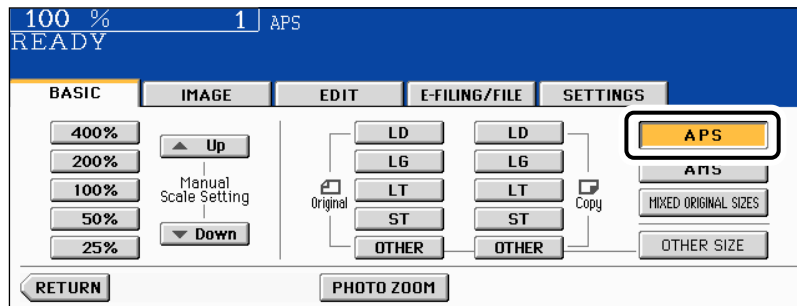 100 % 1 APS
READY
BASIC IMAGE EDIT E-FILING/FILE SETTINGS
400% Up LD LD APS
200% LG LG AMS
100% Manual Scale Setting Original LT LT Copy MIXED ORIGINAL SIZES
50% ST ST
25% Down OTHER OTHER OTHER SIZE
RETURN PHOTO ZOOM